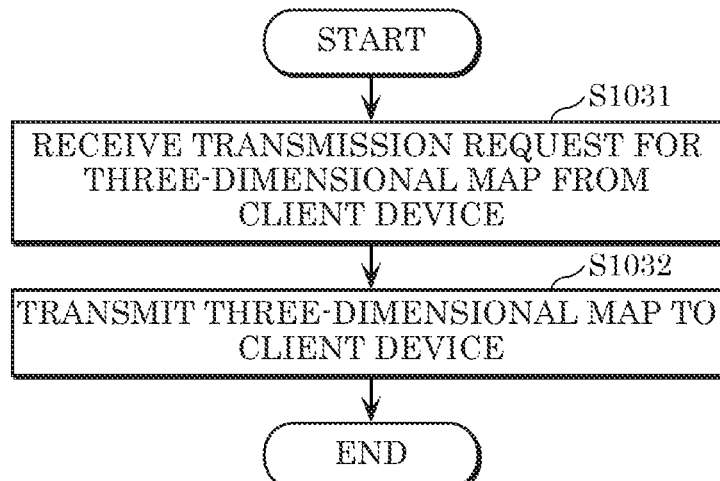 START
S1031
RECEIVE TRANSMISSION REQUEST FOR
THREE-DIMENSIONAL MAP FROM
CLIENT DEVICE
S1032
TRANSMIT THREE-DIMENSIONAL MAP TO
CLIENT DEVICE
END